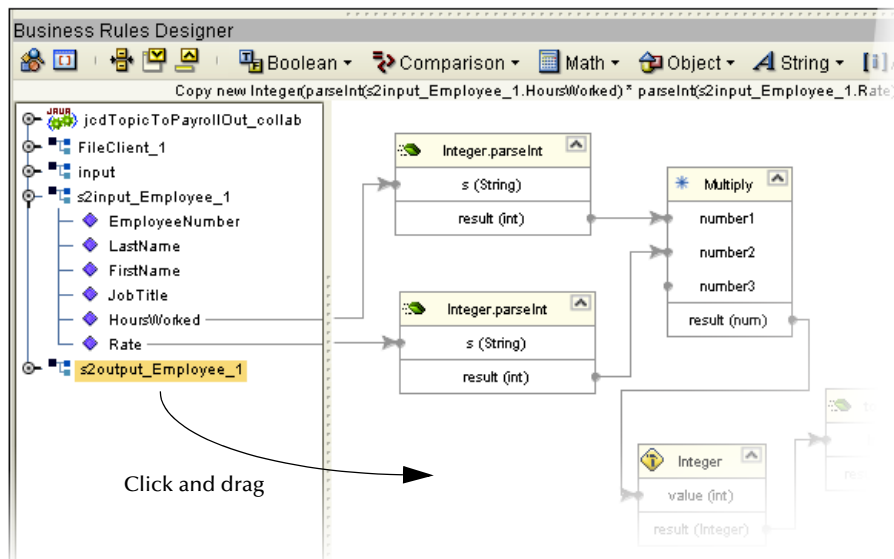 Business Rules Designer
Boolean Comparison Math Object String
Copy new Integer(parseInt(s2input_Employee_1.HoursWorked)* parseInt(s2input_Employee_1.Rate)
JAVA
jcdTopicToPayrollOut_collab
FileClient_1
input
s2input_Employee_1
EmployeeNumber
LastName
FirstName
JobTitle
HoursWorked
Rate
s2output_Employee_1
Click and drag
Integer.parseInt
s (String)
result (int)
Integer.parseInt
s (String)
result (int)
Multiply
number1
number2
number3
result (num)
Integer
value (int)
result (Integer)